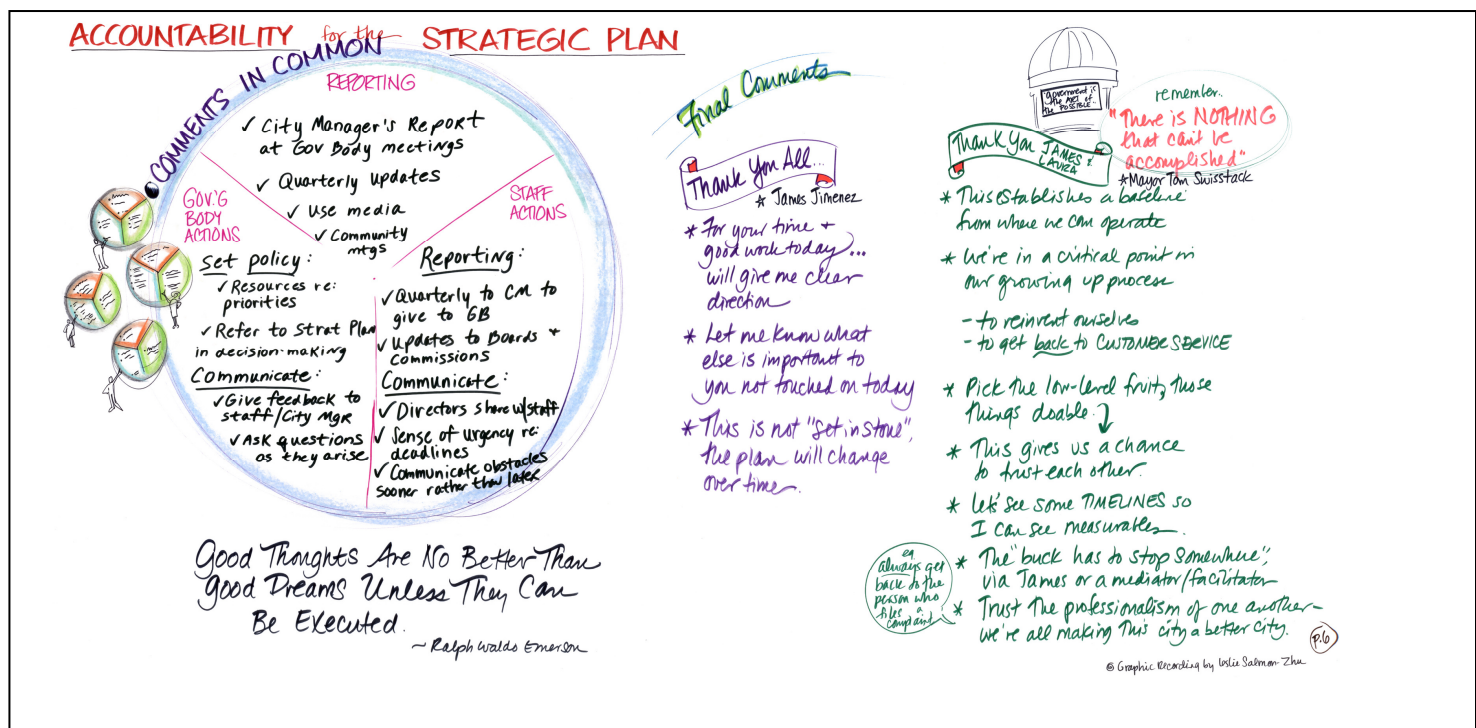 ACCOUNTABILITY for the STRATEGIC PLAN
COMMENTS IN COMMON
REPORTING
✓ City Manager's Report
at Gov Body meetings
✓ Quarterly updates
✓ Use media
✓ Community
mtgs
GOV'G
BODY
ACTIONS
Set policy:
✓ Resources re:
priorities
✓ Refer to Strat Plan
in decision-making
Communicate:
✓ Give feedback to
staff/City Mgr
✓ Ask questions
as they arise
STAFF
ACTIONS
Reporting:
✓ Quarterly to CM to
give to GB
✓ Updates to Boards +
Commissions
Communicate:
✓ Directors share w/staff
✓ Sense of urgency re:
deadlines
✓ Communicate obstacles
sooner rather than later
Good Thoughts Are No Better Than
Good Dreams Unless They Can
Be Executed.
~ Ralph Waldo Emerson
Final Comments
Thank You All...
* James Jimenez
* For your time +
good work today...
will give me clear
direction
* Let me know what
else is important to
you not touched on today
* This is not "set in stone",
the plan will change
over time.
"Government is
the ART of
the POSSIBLE"..
remember..
"There is NOTHING
that can't be
accomplished"
* Mayor Tom Swisstack
Thank You JAMES &
LAURA
* This establishes a baseline
from where we can operate
* We're in a critical point in
our growing up process
- to reinvent ourselves
- to get back to CUSTOMER SERVICE
* Pick the low-level fruit, those
things doable.
* This gives us a chance
to trust each other.
* Let's see some TIMELINES so
I can see measurables.
* The "buck has to stop somewhere",
via James or a mediator/facilitator
eg
always get
back to the
person who
files a
complaint
* Trust the professionalism of one another-
we're all making this city a better city.
p.6
© Graphic Recording by Leslie Salmon-Zhu